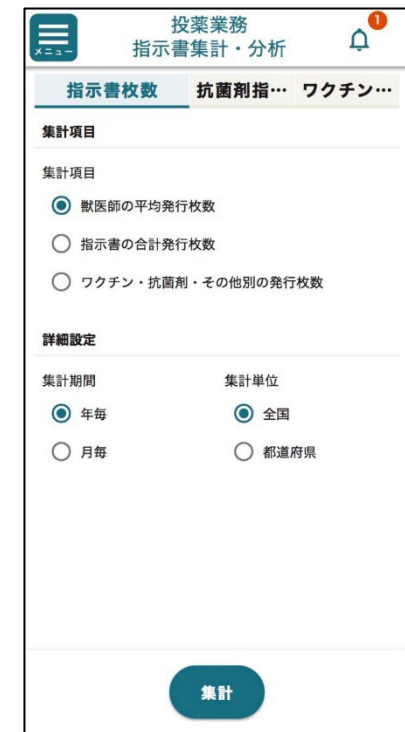 メニュー
投薬業務
指示書集計・分析
1
指示書枚数 抗菌剤指… ワクチン…
集計項目
集計項目
獣医師の平均発行枚数
指示書の合計発行枚数
ワクチン・抗菌剤・その他別の発行枚数
詳細設定
集計期間 集計単位
年毎 全国
月毎 都道府県
集計